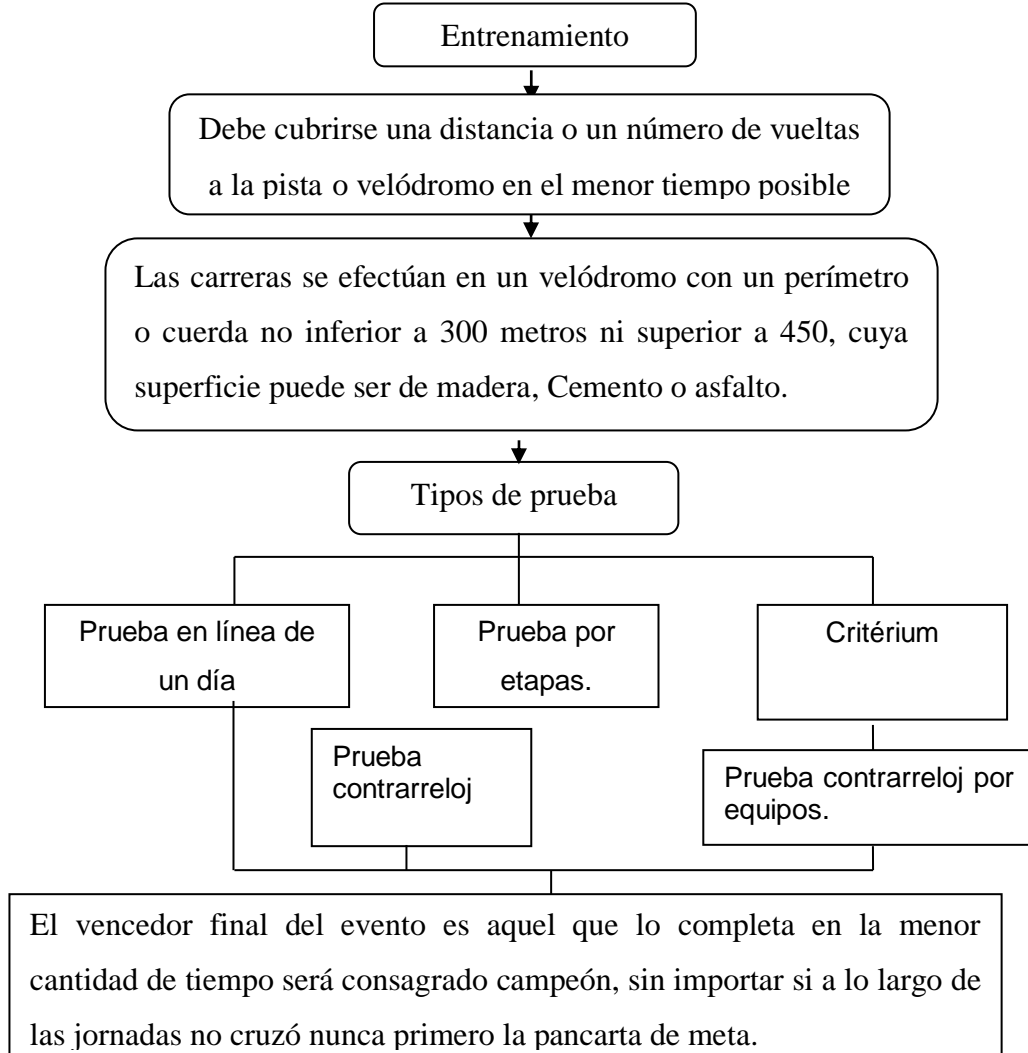 Entrenamiento
Debe cubrirse una distancia o un número de vueltas
a la pista o velódromo en el menor tiempo posible
Las carreras se efectúan en un velódromo con un perímetro
o cuerda no inferior a 300 metros ni superior a 450, cuya
superficie puede ser de madera, Cemento o asfalto.
Tipos de prueba
Prueba en línea de
un día
Prueba por
etapas.
Critérium
Prueba
contrarreloj
Prueba contrarreloj por
equipos.
El vencedor final del evento es aquel que lo completa en la menor
cantidad de tiempo será consagrado campeón, sin importar si a lo largo de
las jornadas no cruzó nunca primero la pancarta de meta.